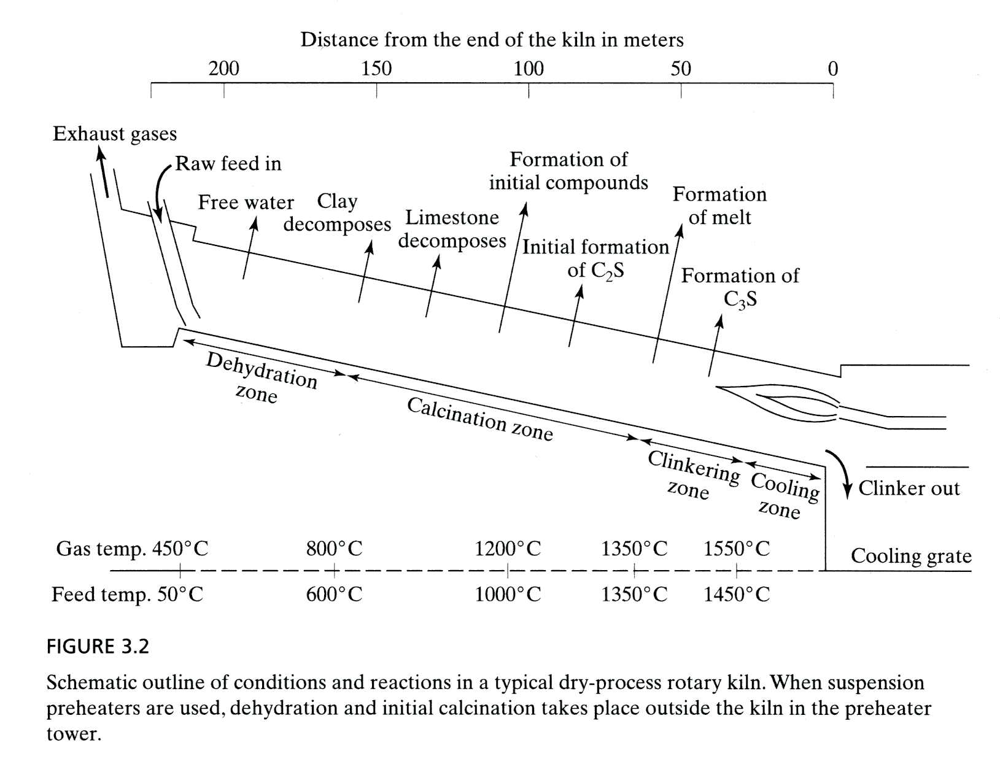 Distance from the end of the kiln in meters
200 150 100 50 0
Exhaust gases
Raw feed in
Free water
Clay
decomposes
Limestone
decomposes
Formation of
initial compounds
Initial formation
of C₂S
Formation
of melt
Formation of
C₃S
Dehydration
zone
Calcination zone
Clinkering
zone
Cooling
zone
Clinker out
Cooling grate
Gas temp. 450°C 800°C 1200°C 1350°C 1550°C
Feed temp. 50°C 600°C 1000°C 1350°C 1450°C
FIGURE 3.2
Schematic outline of conditions and reactions in a typical dry-process rotary kiln. When suspension
preheaters are used, dehydration and initial calcination takes place outside the kiln in the preheater
tower.